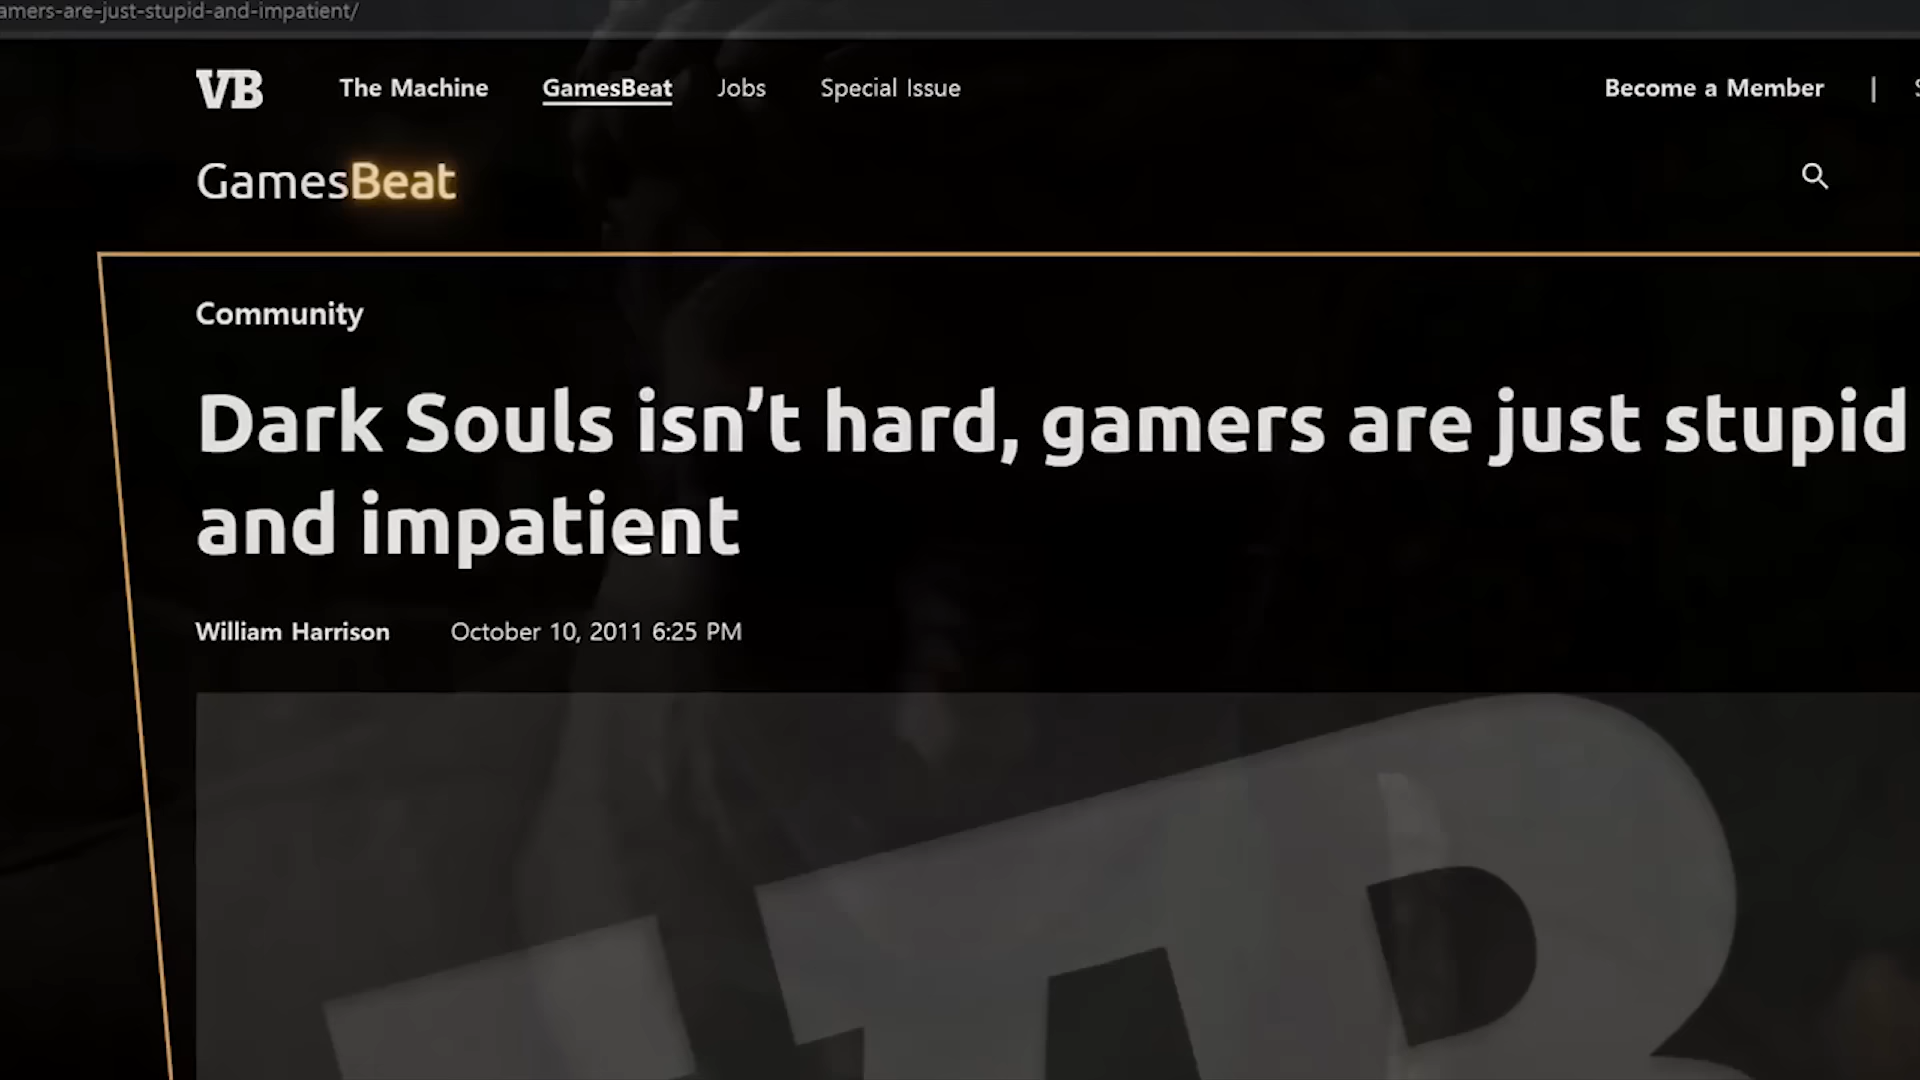 amers-are-just-stupid-and-impatient/
VB The Machine GamesBeat Jobs Special Issue Become a Member |
GamesBeat
Community
Dark Souls isn’t hard, gamers are just stupid
and impatient
William Harrison October 10, 2011 6:25 PM
VB